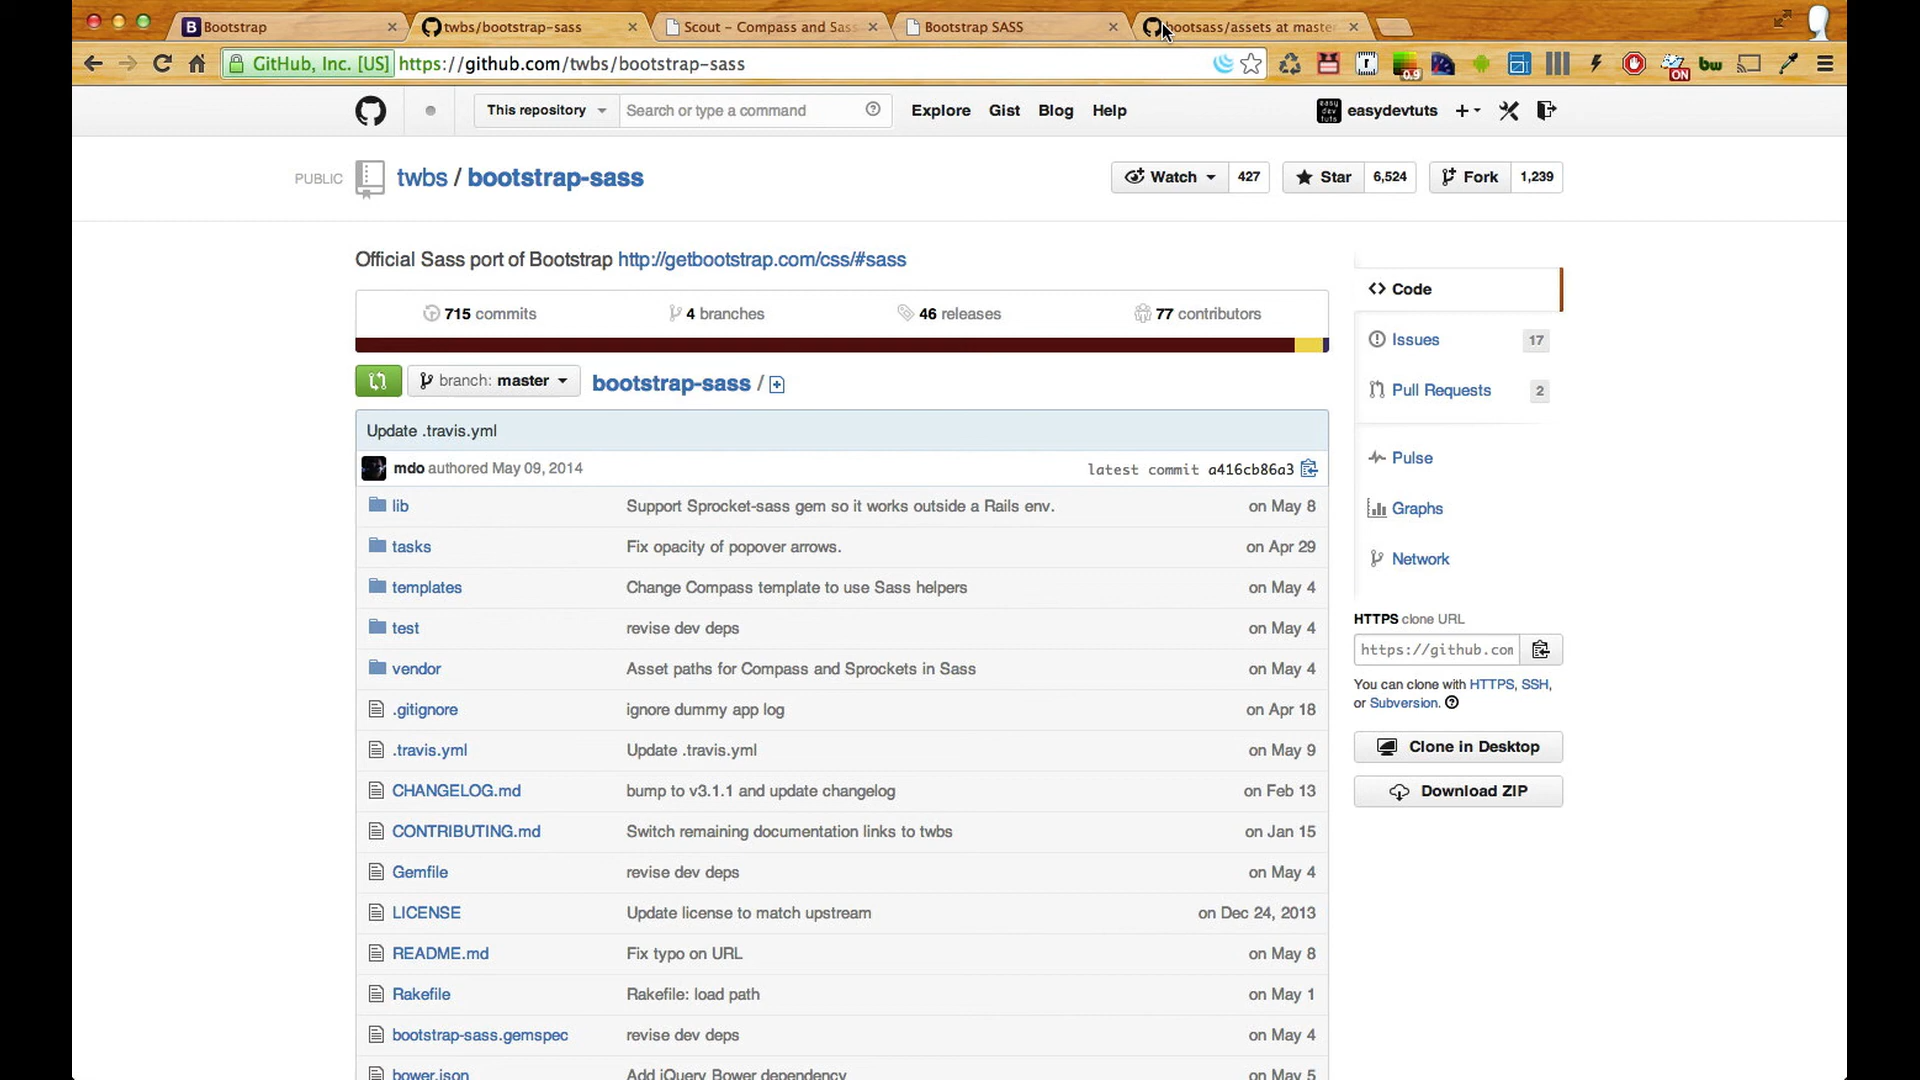 Bootstrap
twbs/bootstrap-sass
Scout – Compass and Sass
Bootstrap SASS
bootsass/assets at master
GitHub, Inc. [US] https://github.com/twbs/bootstrap-sass
0.9
ON
bw
This repository
Search or type a command
Explore
Gist
Blog
Help
easy dev tuts
easydevtuts
PUBLIC
twbs / bootstrap-sass
Watch 427
Star 6,524
Fork 1,239
Official Sass port of Bootstrap http://getbootstrap.com/css/#sass
715 commits
4 branches
46 releases
77 contributors
branch: master
bootstrap-sass /
Update .travis.yml
mdo authored May 09, 2014
latest commit a416cb86a3
lib Support Sprocket-sass gem so it works outside a Rails env. on May 8
tasks Fix opacity of popover arrows. on Apr 29
templates Change Compass template to use Sass helpers on May 4
test revise dev deps on May 4
vendor Asset paths for Compass and Sprockets in Sass on May 4
.gitignore ignore dummy app log on Apr 18
.travis.yml Update .travis.yml on May 9
CHANGELOG.md bump to v3.1.1 and update changelog on Feb 13
CONTRIBUTING.md Switch remaining documentation links to twbs on Jan 15
Gemfile revise dev deps on May 4
LICENSE Update license to match upstream on Dec 24, 2013
README.md Fix typo on URL on May 8
Rakefile Rakefile: load path on May 1
bootstrap-sass.gemspec revise dev deps on May 4
bower.json Add jQuery Bower dependency on May 5
Code
Issues 17
Pull Requests 2
Pulse
Graphs
Network
HTTPS clone URL
https://github.com
You can clone with HTTPS, SSH,
or Subversion.
Clone in Desktop
Download ZIP